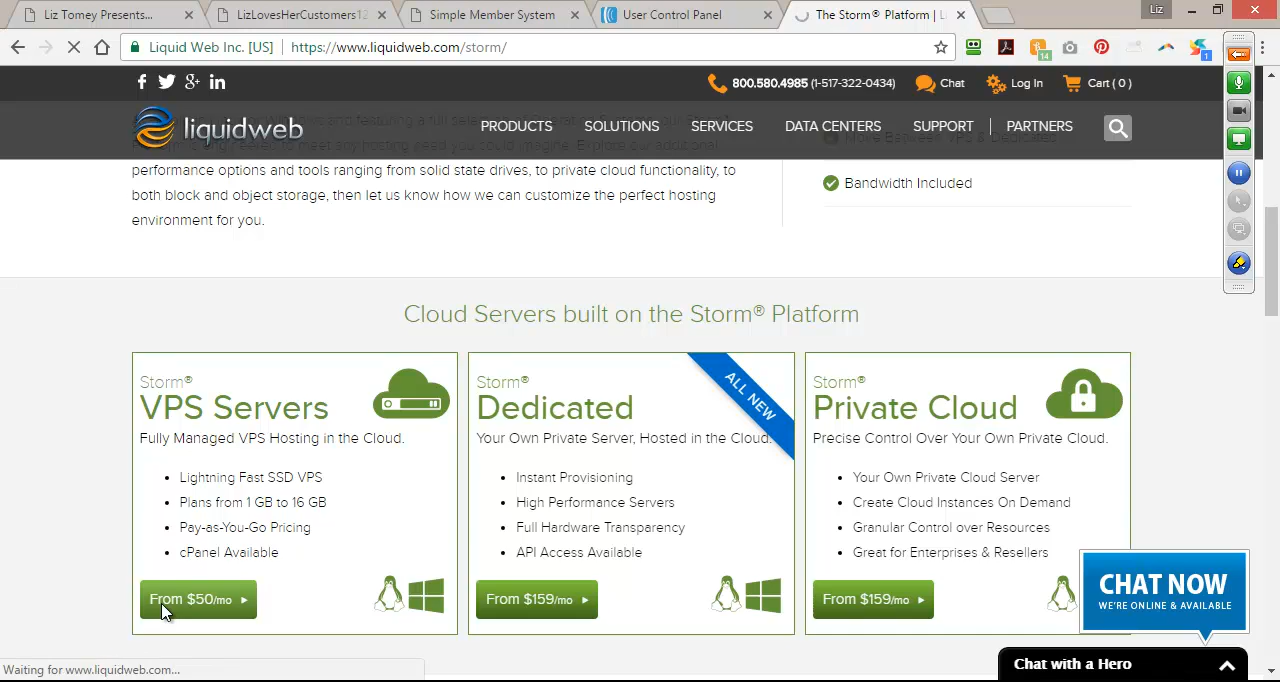 Liz Tomey Presents...
LizLovesHerCustomers12
Simple Member System
User Control Panel
The Storm® Platform | L
Liz
Liquid Web Inc. [US]
https://www.liquidweb.com/storm/
14
1
800.580.4985 (1-517-322-0434)
Chat
Log In
Cart ( 0 )
liquidweb
PRODUCTS
SOLUTIONS
SERVICES
DATA CENTERS
SUPPORT
PARTNERS
Move Between VPS & Dedicated
performance options and tools ranging from solid state drives, to private cloud functionality, to
both block and object storage, then let us know how we can customize the perfect hosting
environment for you.
Bandwidth Included
Cloud Servers built on the Storm® Platform
Storm®
VPS Servers
Fully Managed VPS Hosting in the Cloud.
Lightning Fast SSD VPS
Plans from 1 GB to 16 GB
Pay-as-You-Go Pricing
cPanel Available
From $50/mo
Storm®
Dedicated
ALL NEW
Your Own Private Server, Hosted in the Cloud.
Instant Provisioning
High Performance Servers
Full Hardware Transparency
API Access Available
From $159/mo
Storm®
Private Cloud
Precise Control Over Your Own Private Cloud.
Your Own Private Cloud Server
Create Cloud Instances On Demand
Granular Control over Resources
Great for Enterprises & Resellers
From $159/mo
CHAT NOW
WE'RE ONLINE & AVAILABLE
Chat with a Hero
Waiting for www.liquidweb.com...